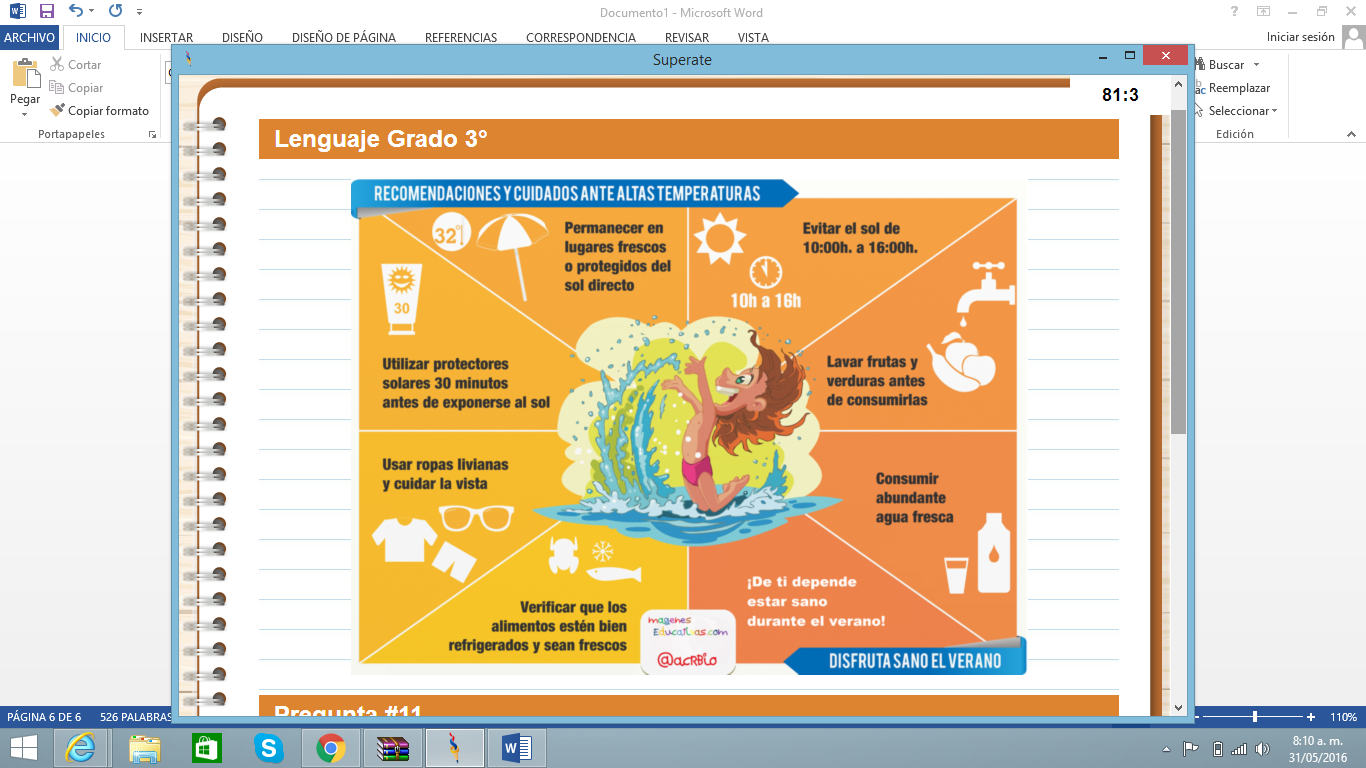 Documento1 - Microsoft Word
ARCHIVO INICIO INSERTAR DISEÑO DISEÑO DE PÁGINA REFERENCIAS CORRESPONDENCIA REVISAR VISTA
Iniciar sesión
Pegar
Cortar
Copiar
Copiar formato
Portapapeles
Buscar
Reemplazar
Seleccionar
Edición
Superate
81:3
Lenguaje Grado 3°
RECOMENDACIONES Y CUIDADOS ANTE ALTAS TEMPERATURAS
32°
Permanecer en
lugares frescos
o protegidos del
sol directo
Evitar el sol de
10:00h. a 16:00h.
10h a 16h
30
Utilizar protectores
solares 30 minutos
antes de exponerse al sol
Lavar frutas y
verduras antes
de consumirlas
Usar ropas livianas
y cuidar la vista
Consumir
abundante
agua fresca
Verificar que los
alimentos estén bien
refrigerados y sean frescos
¡De ti depende
estar sano
durante el verano!
Imagenes
Educativas.com
@acRBio
DISFRUTA SANO EL VERANO
Pregunta #11
PÁGINA 6 DE 6 526 PALABRAS
110%
8:10 a. m.
31/05/2016